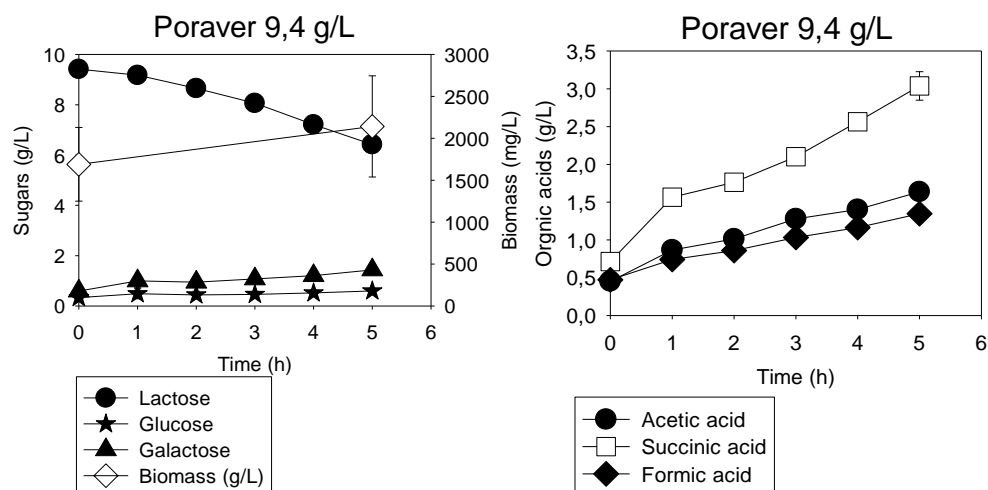 Poraver 9,4 g/L
Sugars (g/L)
10
8
6
4
2
0
3000
2500
2000
1500
1000
500
0
Biomass (mg/L)
0 1 2 3 4 5 6
Time (h)
Lactose
Glucose
Galactose
Biomass (g/L)
Poraver 9,4 g/L
Orgnic acids (g/L)
3,5
3,0
2,5
2,0
1,5
1,0
0,5
0,0
0 1 2 3 4 5 6
Time (h)
Acetic acid
Succinic acid
Formic acid